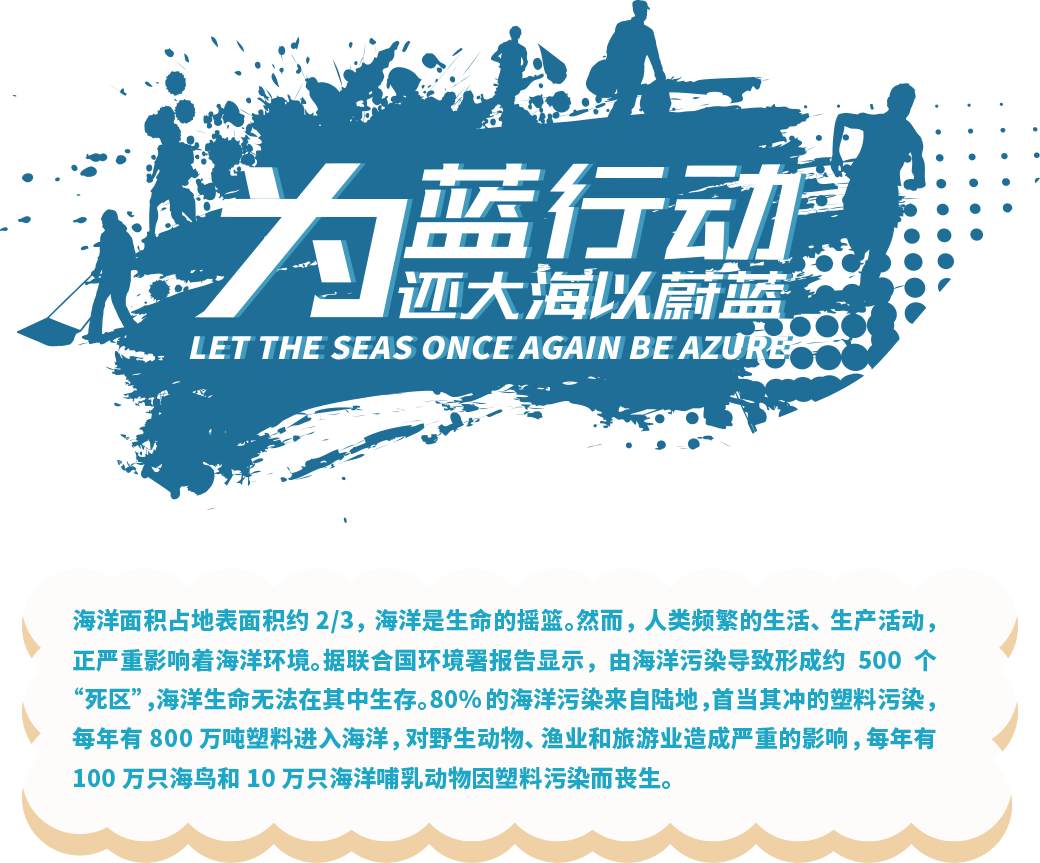 为蓝行动
还大海以蔚蓝
LET THE SEAS ONCE AGAIN BE AZURE
海洋面积占地表面积约 2/3，海洋是生命的摇篮。然而，人类频繁的生活、生产活动，
正严重影响着海洋环境。据联合国环境署报告显示，由海洋污染导致形成约 500 个
“死区”,海洋生命无法在其中生存。80% 的海洋污染来自陆地,首当其冲的塑料污染，
每年有 800 万吨塑料进入海洋，对野生动物、渔业和旅游业造成严重的影响，每年有
100 万只海鸟和 10 万只海洋哺乳动物因塑料污染而丧生。